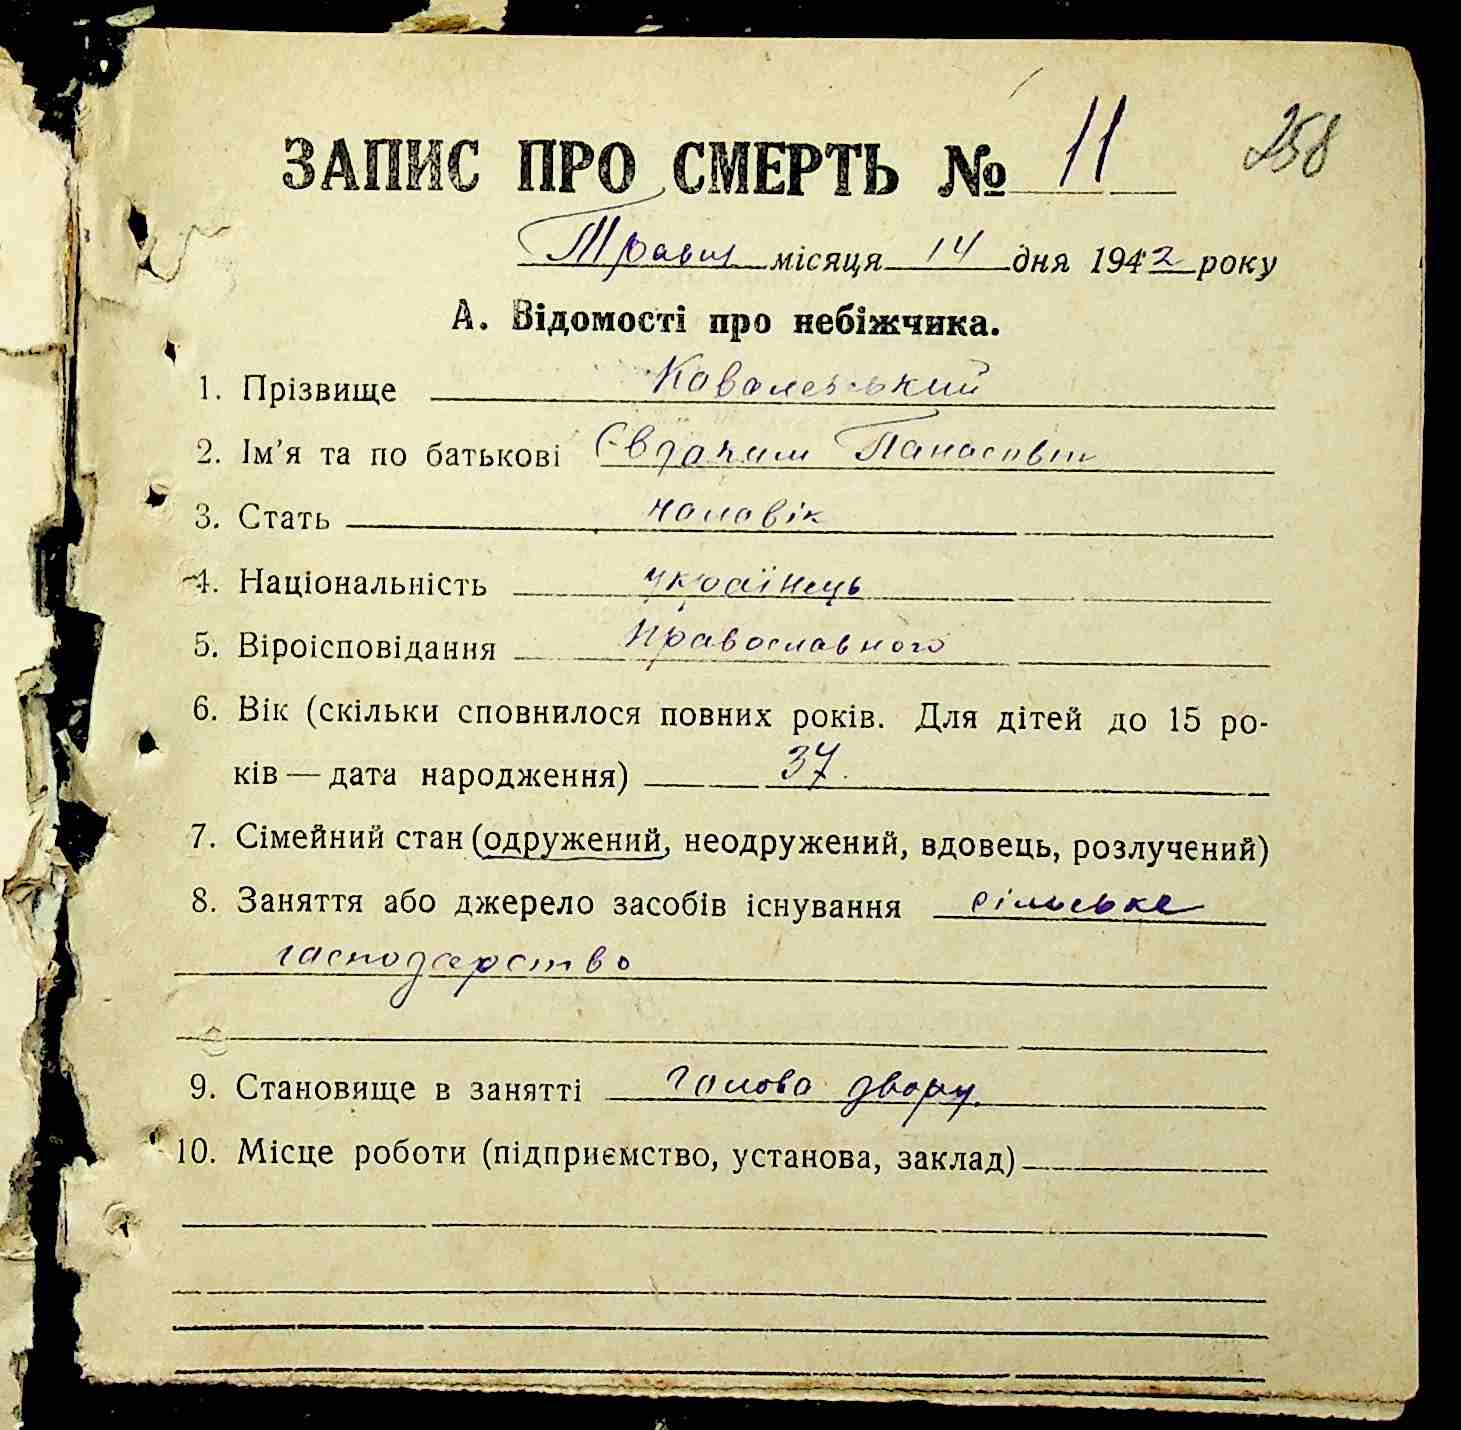 258
ЗАПИС ПРО СМЕРТЬ № 11
Травня місяця 14 дня 1942 року
А. Відомості про небіжчика.
1. Прізвище Ковалевський
2. Ім'я та по батькові Панасович
3. Стать чоловік
4. Національність українець
5. Віроісповідання православного
6. Вік (скільки сповнилося повних років. Для дітей до 15 ро-
ків — дата народження) 37
7. Сімейний стан (одружений, неодружений, вдовець, розлучений)
8. Заняття або джерело засобів існування сільське
господарство
9. Становище в занятті голова двору.
10. Місце роботи (підприємство, установа, заклад)